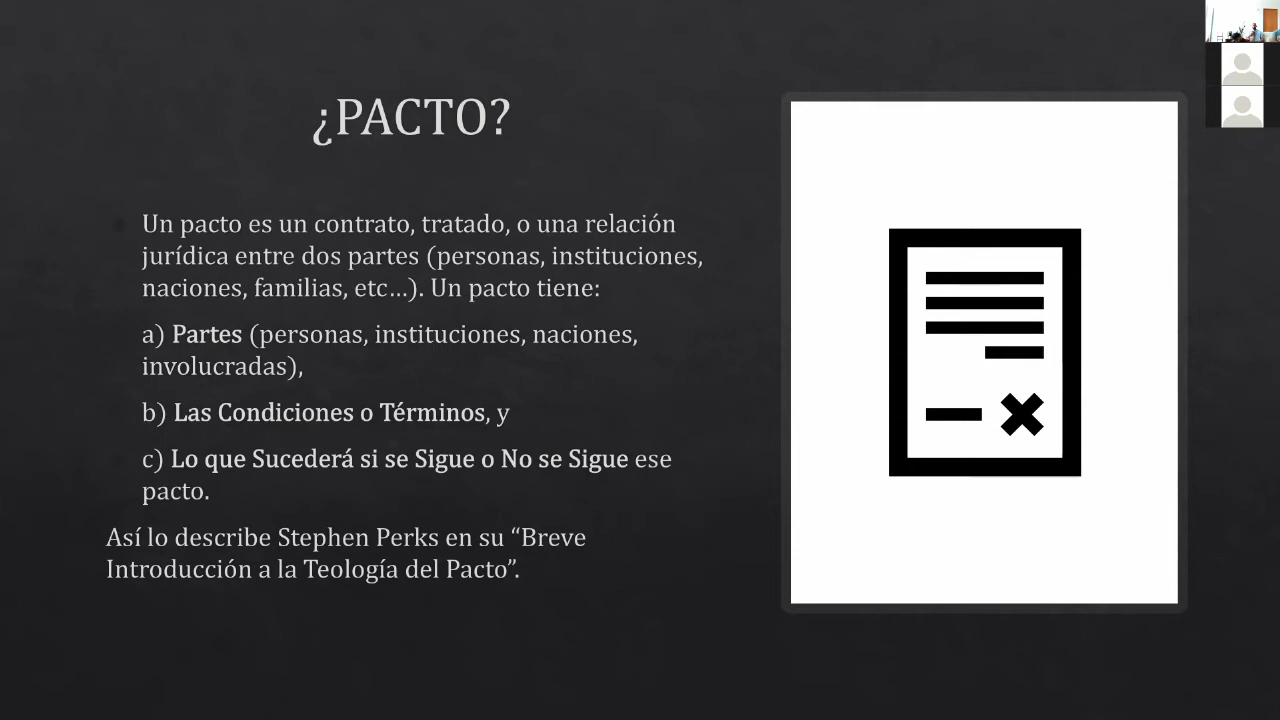 ¿PACTO?
Un pacto es un contrato, tratado, o una relación
jurídica entre dos partes (personas, instituciones,
naciones, familias, etc…). Un pacto tiene:
a) Partes (personas, instituciones, naciones,
involucradas),
b) Las Condiciones o Términos, y
c) Lo que Sucederá si se Sigue o No se Sigue ese
pacto.
Así lo describe Stephen Perks en su “Breve
Introducción a la Teología del Pacto”.